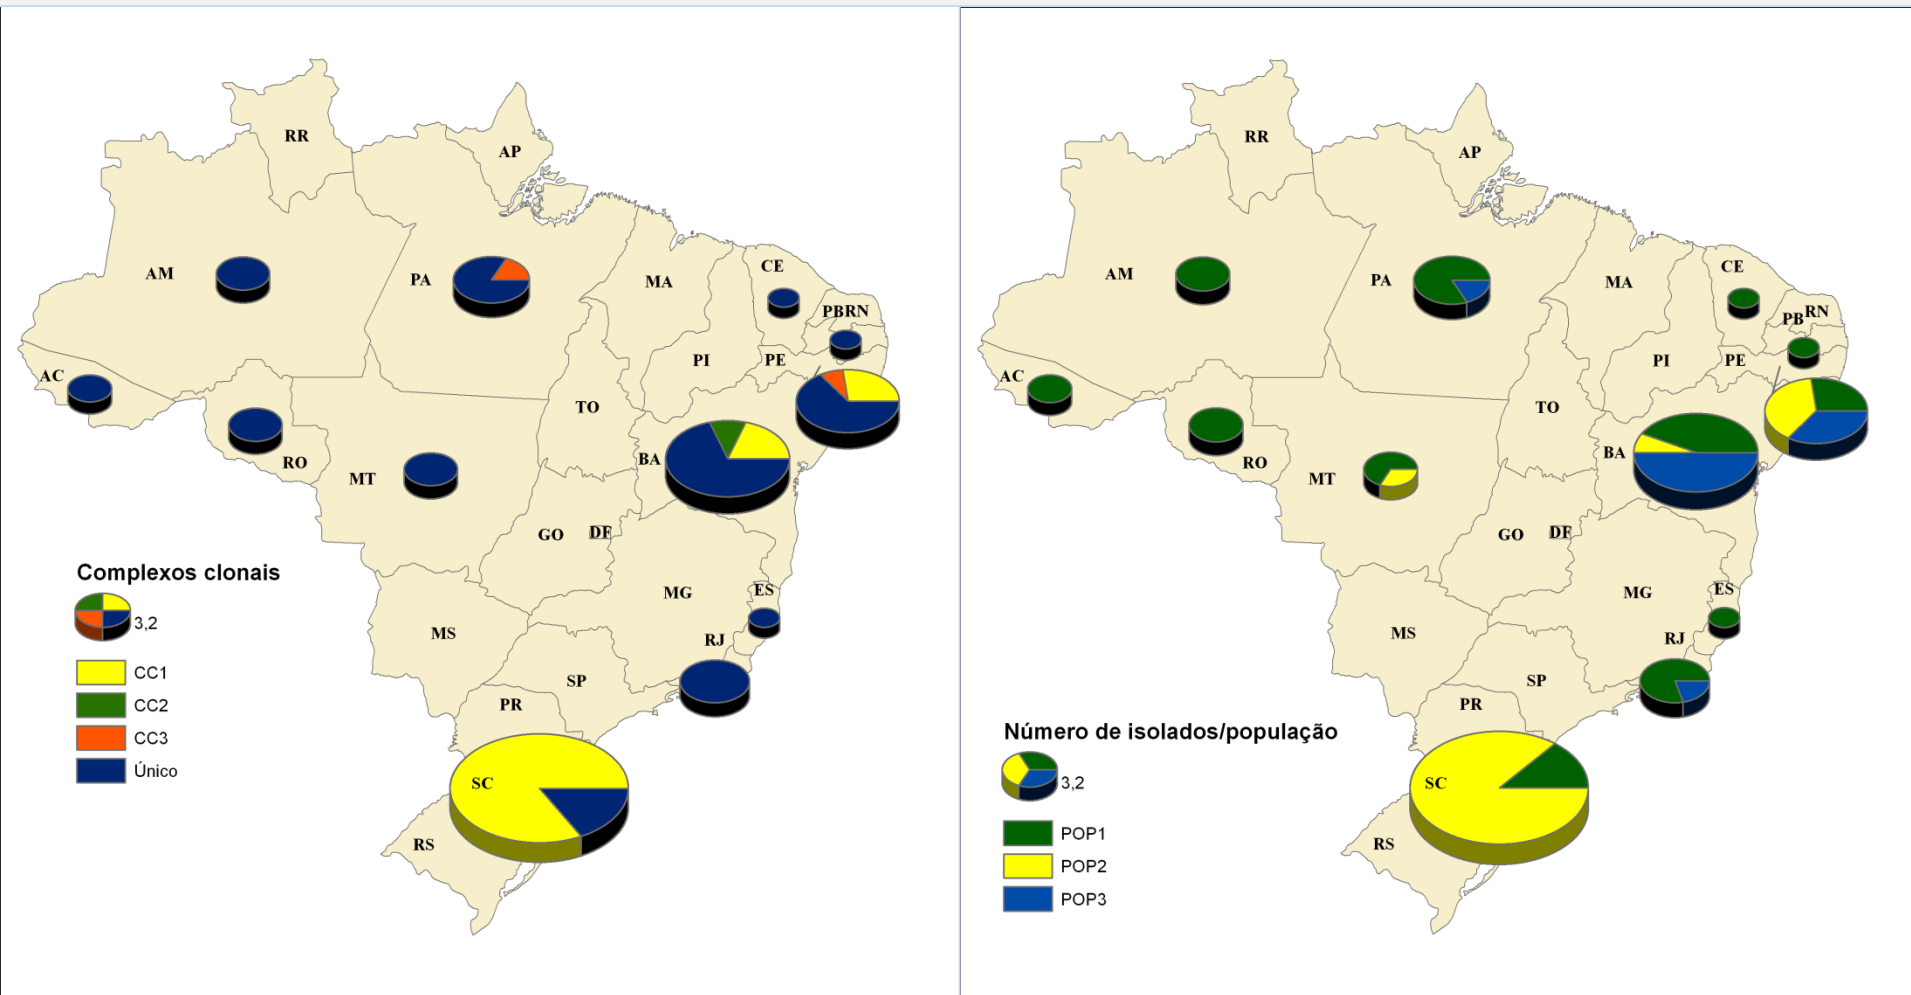 RR
AP
AM
PA
MA
CE
PBRN
PI
PE
AC
TO
RO
MT
BA
GO
DF
MG
ES
MS
RJ
SP
PR
SC
RS
Complexos clonais
3,2
CC1
CC2
CC3
Único
RR
AP
AM
PA
MA
CE
RN
PB
PI
PE
AC
TO
RO
MT
BA
GO
DF
MG
ES
MS
RJ
SP
PR
SC
RS
Número de isolados/população
3,2
POP1
POP2
POP3